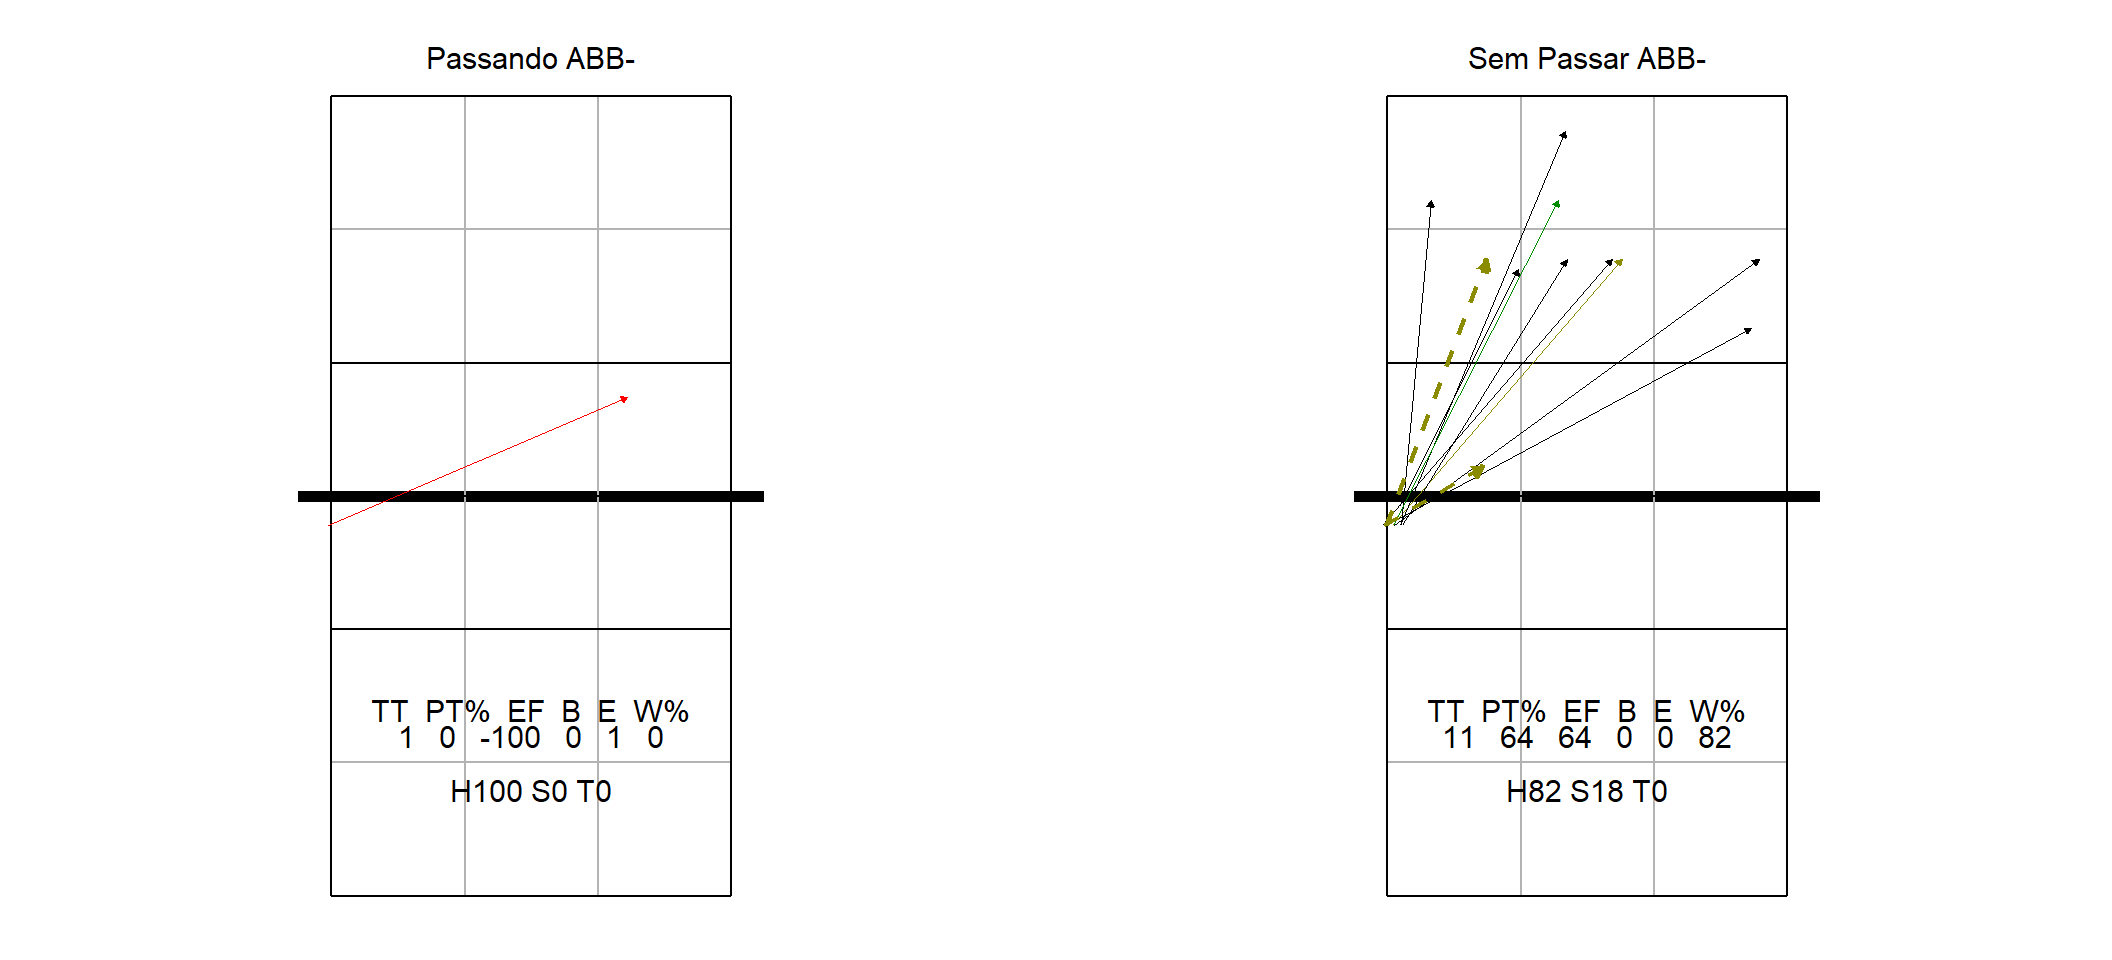 Passando ABB-
TT PT% EF B E W%
1 0 -100 0 1 0
H100 S0 T0
Sem Passar ABB-
TT PT% EF B E W%
11 64 64 0 0 82
H82 S18 T0